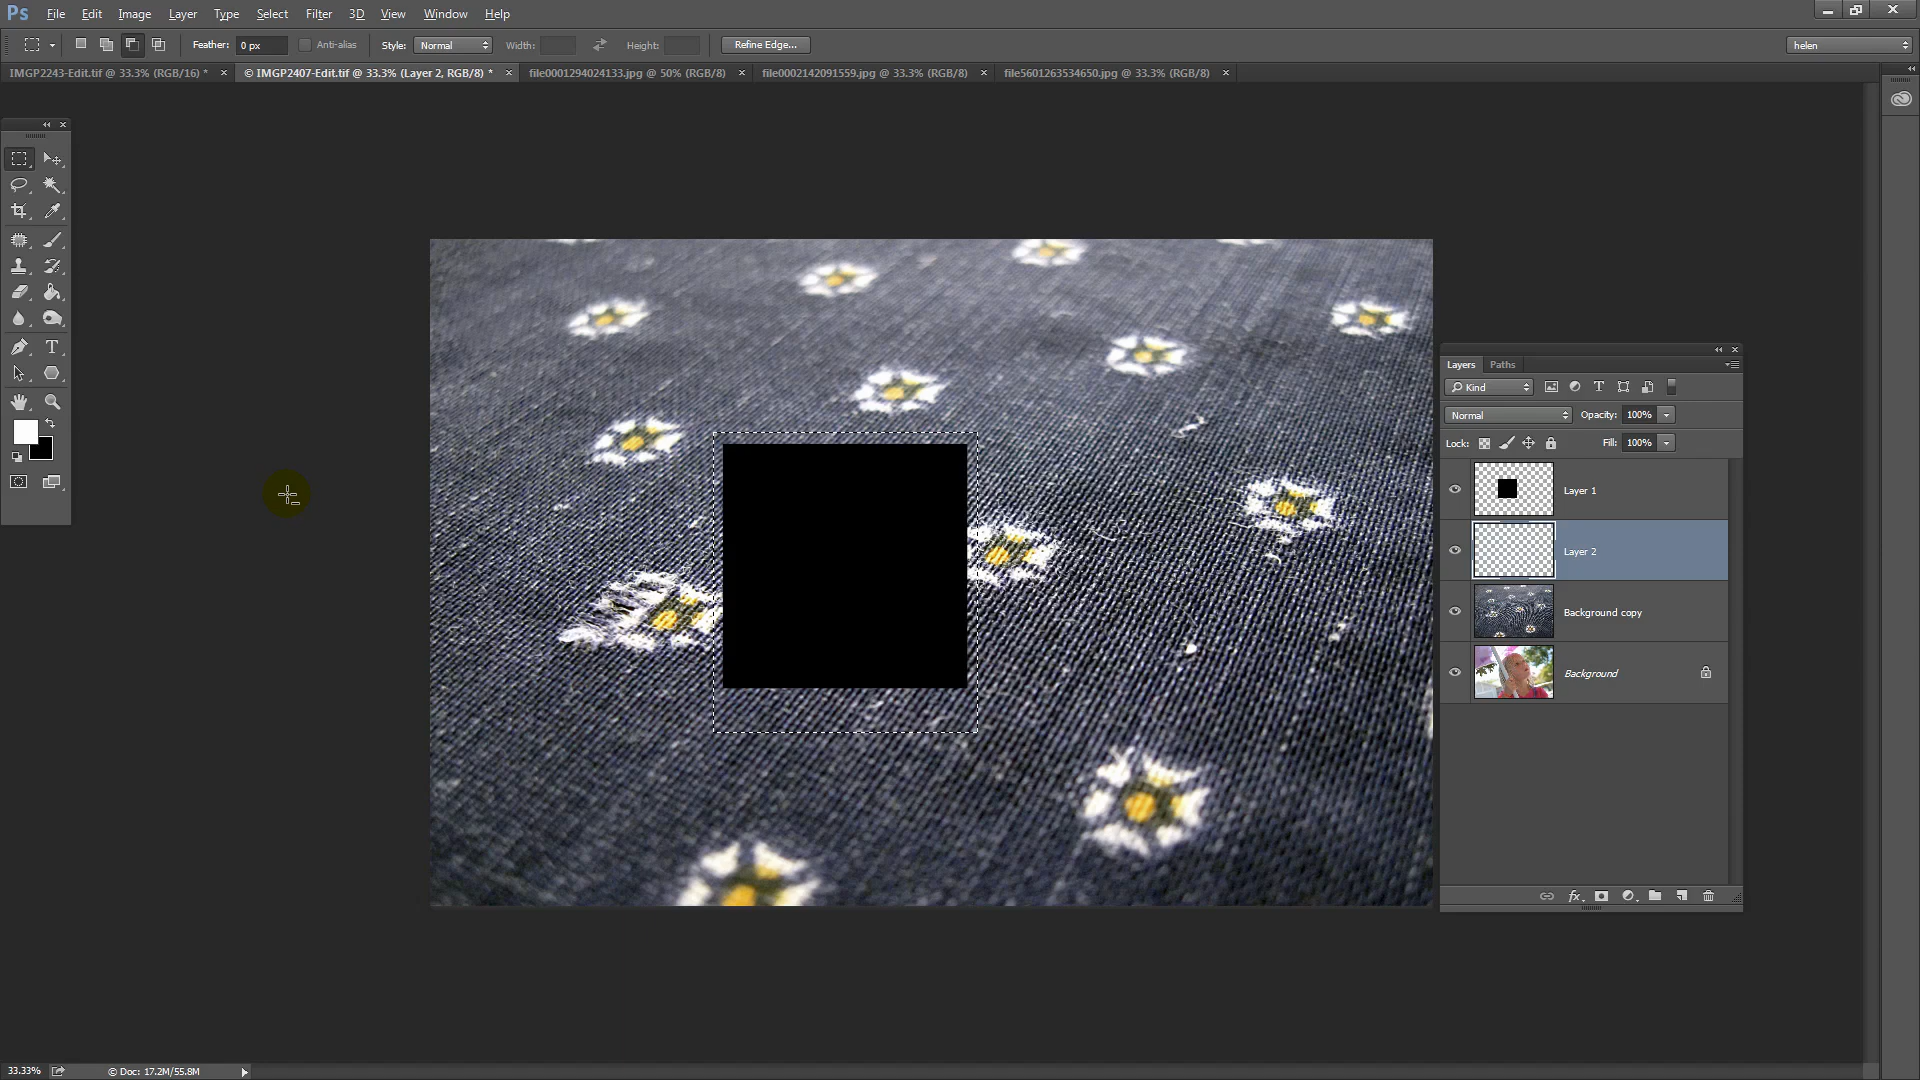 Ps File Edit Image Layer Type Select Filter 3D View Window Help
Feather: 0 px Anti-alias Style: Normal Width: Height: Refine Edge... helen
IMGP2243-Edit.tif @ 33.3% (RGB/16) * × © IMGP2407-Edit.tif @ 33.3% (Layer 2, RGB/8) * × file0001294024133.jpg @ 50% (RGB/8) × file0002142091559.jpg @ 33.3% (RGB/8) × file5601263534650.jpg @ 33.3% (RGB/8) ×
Layers Paths
Kind
Normal Opacity: 100%
Lock: Fill: 100%
Layer 1
Layer 2
Background copy
Background
33.33% © Doc: 17.2M/55.8M